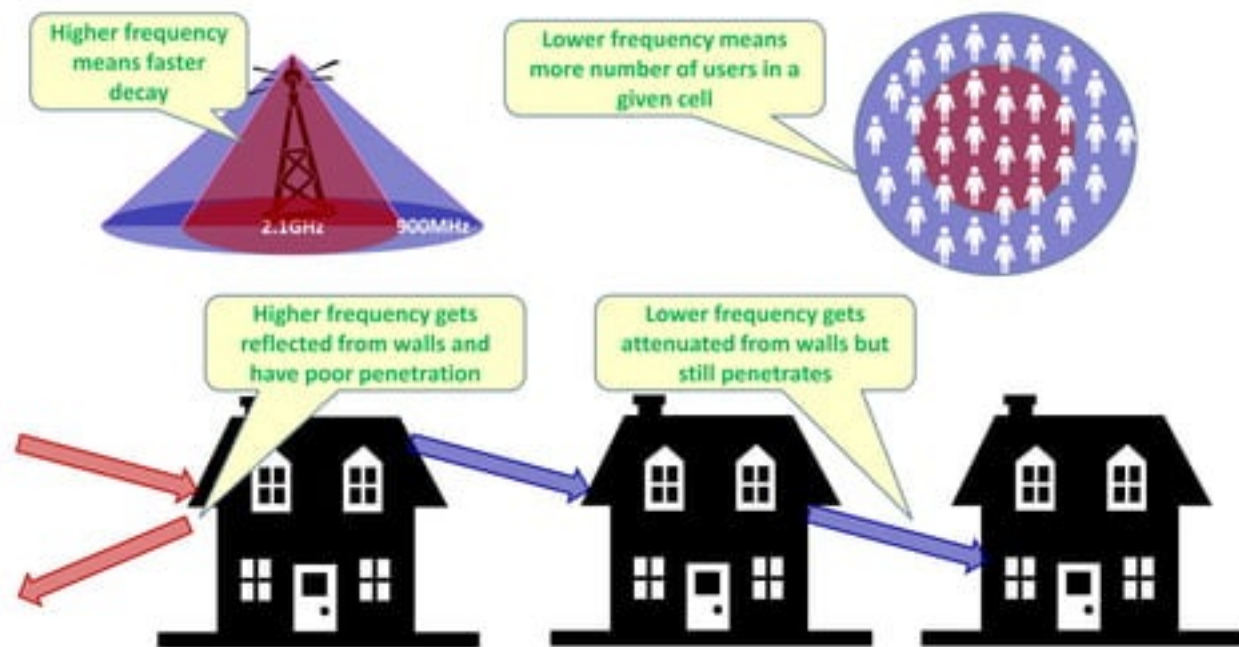 Higher frequency
means faster
decay
Lower frequency means
more number of users in a
given cell
2.1GHz
900MHz
Higher frequency gets
reflected from walls and
have poor penetration
Lower frequency gets
attenuated from walls but
still penetrates